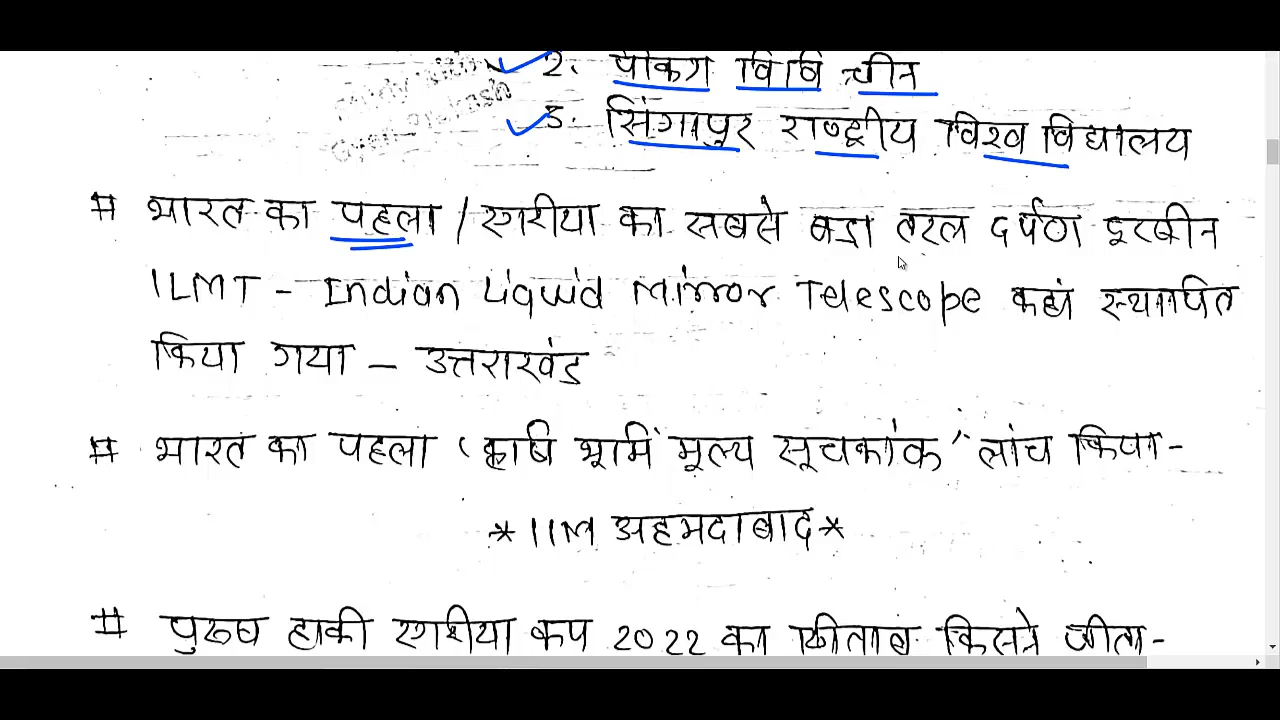 2. पीकिंग वि वि चीन
3. सिंगापुर राष्ट्रीय विश्व विद्यालय
# भारत का पहला / एशिया का सबसे बड़ा तरल दर्पण दूरबीन
ILMT - Indian Liquid Mirror Telescope कहाँ स्थापित
किया गया - उत्तराखंड
# भारत का पहला 'कृषि भूमि मूल्य सूचकांक' लांच किया-
*IIM अहमदाबाद*
# पुरुष हाकी एशिया कप 2022 का खीताब किसने जीता-